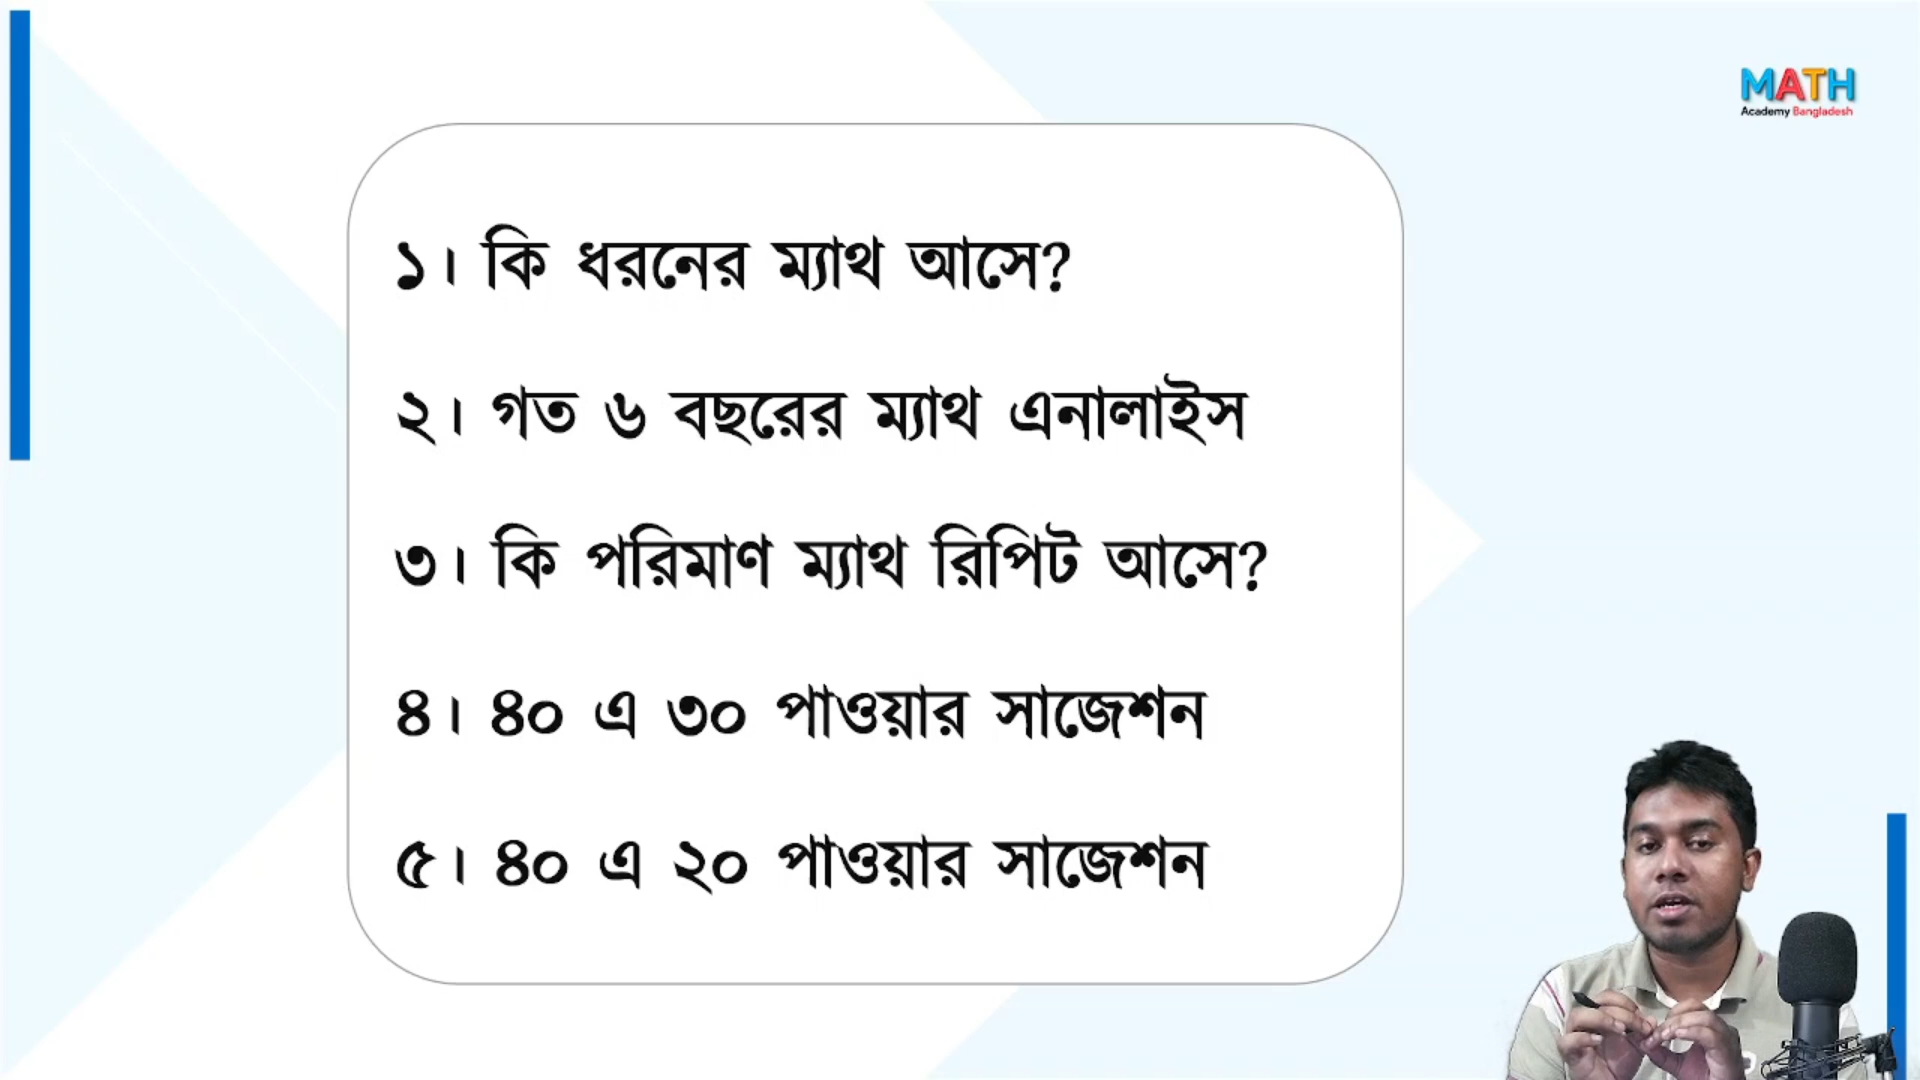 MATH
Academy Bangladesh
১। কি ধরনের ম্যাথ আসে?
২। গত ৬ বছরের ম্যাথ এনালাইস
৩। কি পরিমাণ ম্যাথ রিপিট আসে?
৪। ৪০ এ ৩০ পাওয়ার সাজেশন
৫। ৪০ এ ২০ পাওয়ার সাজেশন